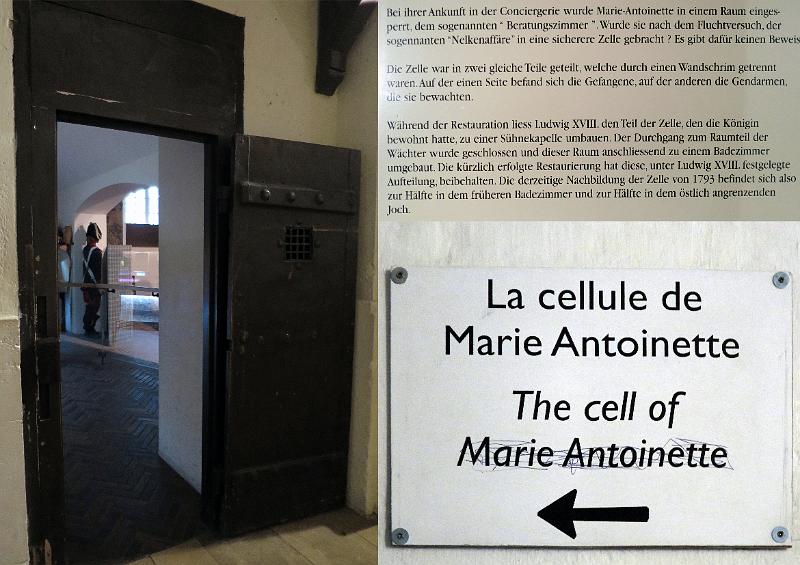 Bei ihrer Ankunft in der Conciergerie wurde Marie-Antoinette in einem Raum einges-
perrt, dem sogenannten " Beratungszimmer ". Wurde sie nach dem Fluchtversuch, der
sogennanten "Nelkenaffäre" in eine sicherere Zelle gebracht ? Es gibt dafür keinen Beweis
Die Zelle war in zwei gleiche Teile geteilt, welche durch einen Wandschrim getrennt
waren. Auf der einen Seite befand sich die Gefangene, auf der anderen die Gendarmen,
die sie bewachten.
Während der Restauration liess Ludwig XVIII. den Teil der Zelle, den die Königin
bewohnt hatte, zu einer Sühnekapelle umbauen. Der Durchgang zum Raumteil der
Wächter wurde geschlossen und dieser Raum anschliessend zu einem Badezimmer
umgebaut. Die kürzlich erfolgte Restaurierung hat diese, unter Ludwig XVIII. festgelegte
Aufteilung, beibehalten. Die derzeitige Nachbildung der Zelle von 1793 befindet sich also
zur Hälfte in dem früheren Badezimmer und zur Hälfte in dem östlich angrenzenden
Joch.
La cellule de
Marie Antoinette
The cell of
Marie Antoinette